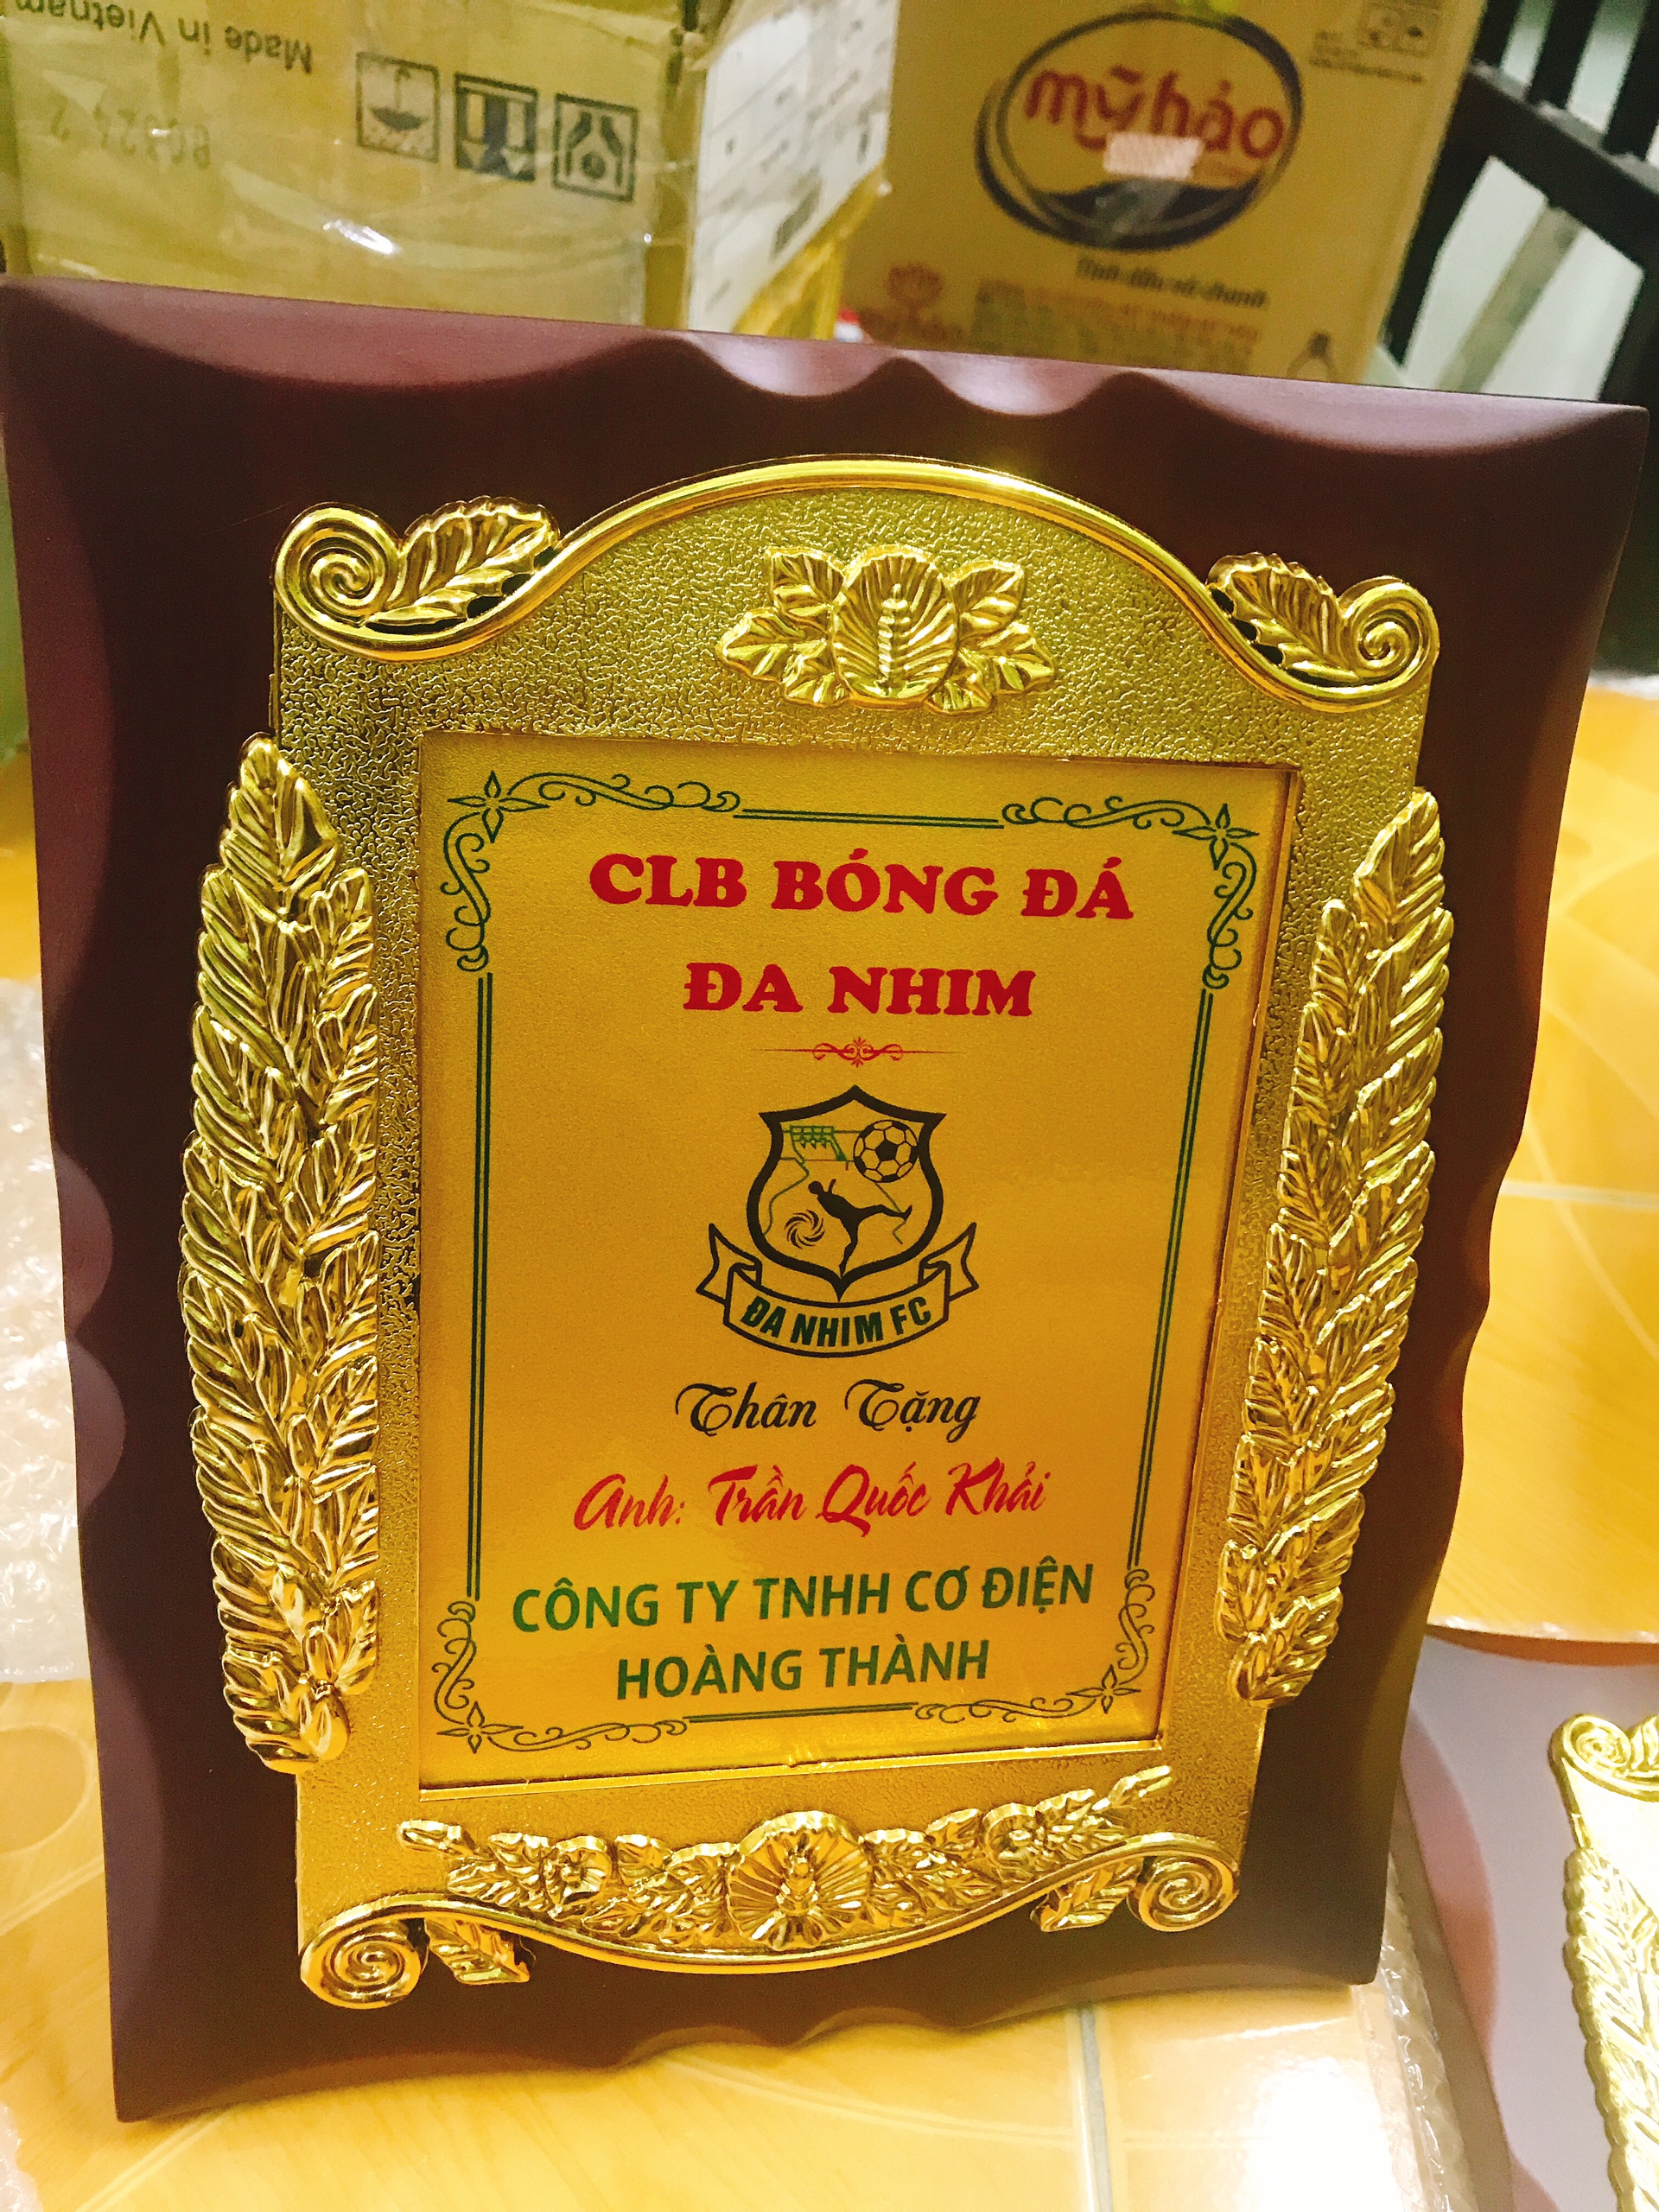 Made in Vietnam
mỹ hảo
CLB BÓNG ĐÁ
ĐA NHIM
ĐA NHIM FC
Thân Tặng
Anh: Trần Quốc Khải
CÔNG TY TNHH CƠ ĐIỆN
HOÀNG THÀNH